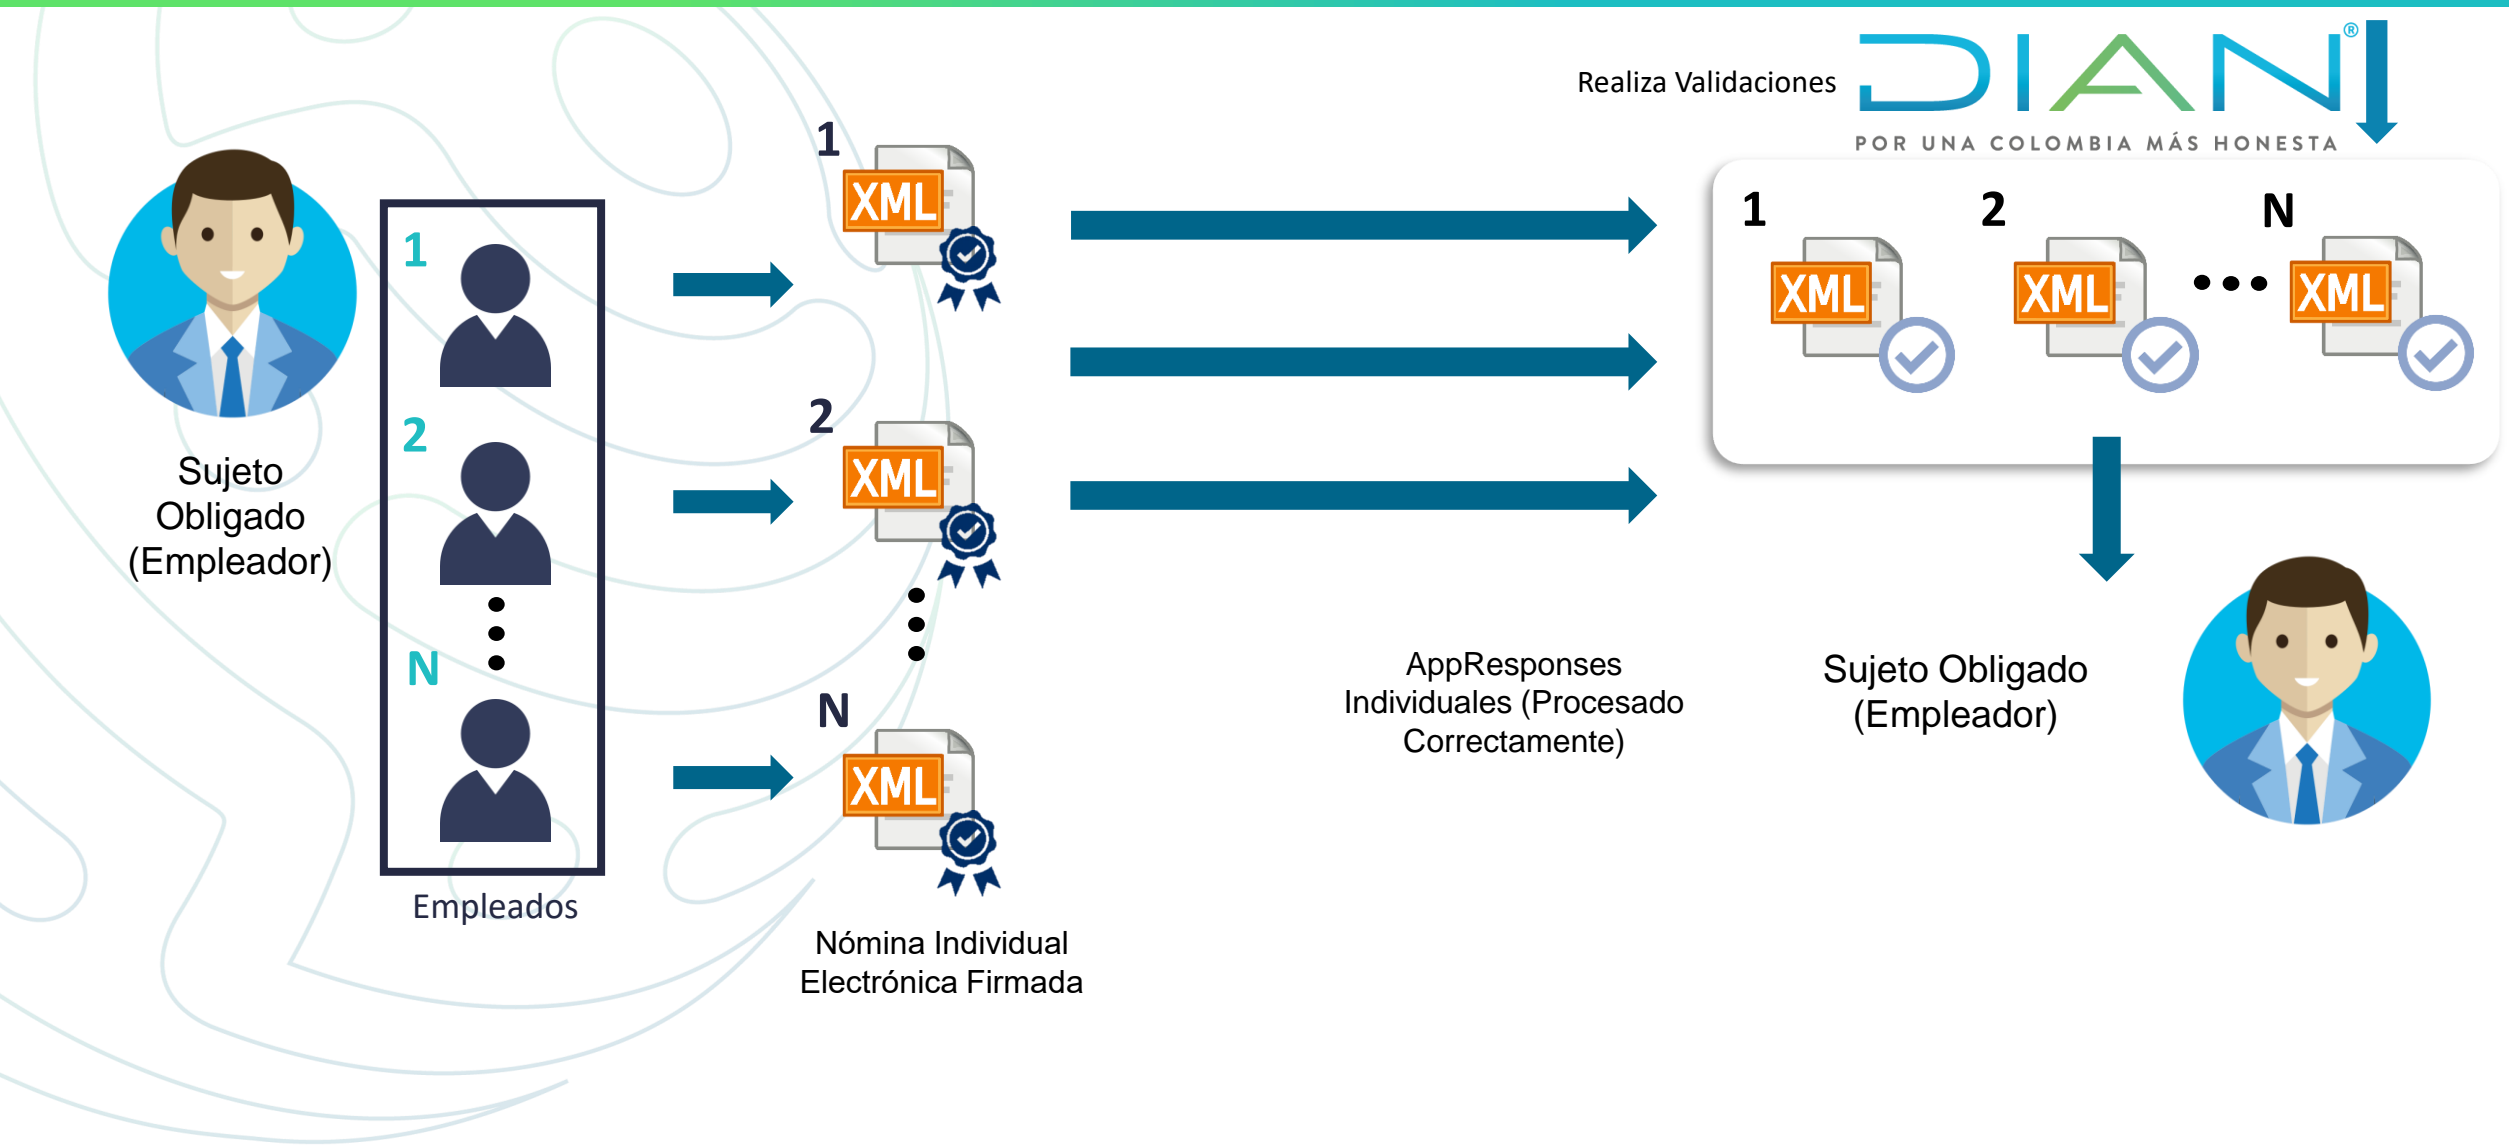 Realiza Validaciones
DIAN®
POR UNA COLOMBIA MÁS HONESTA
1
XML
2
XML
N
XML
Sujeto
Obligado
(Empleador)
1
2
N
Empleados
1
XML
2
XML
N
XML
Nómina Individual
Electrónica Firmada
AppResponses
Individuales (Procesado
Correctamente)
Sujeto Obligado
(Empleador)